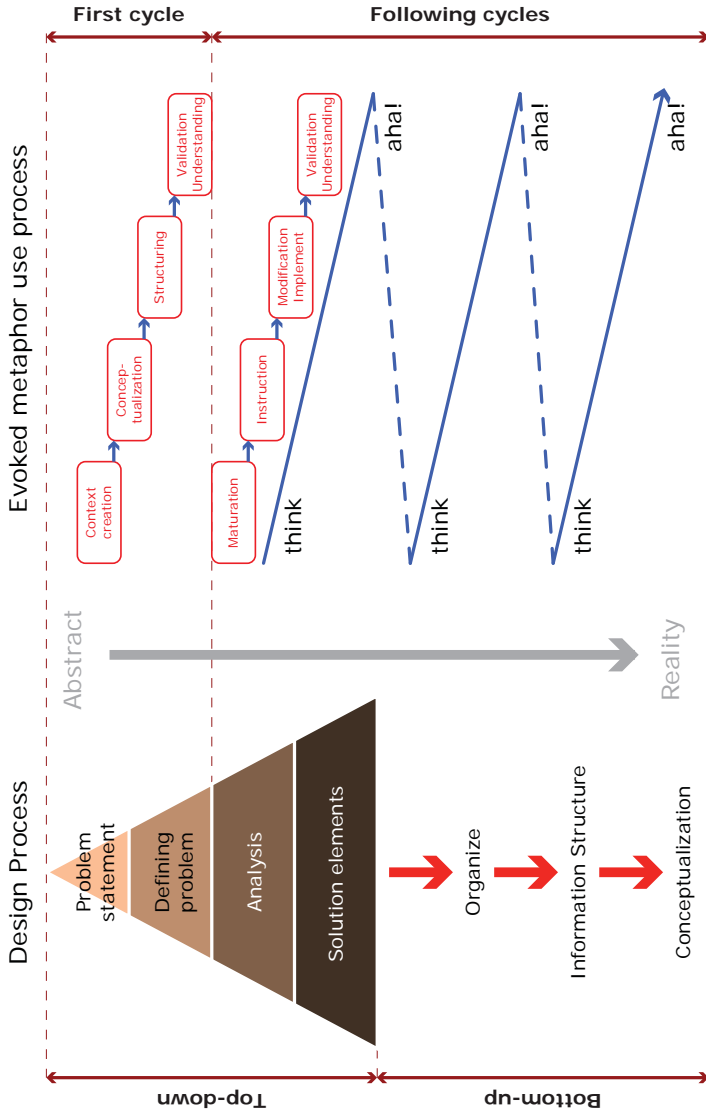 Design Process
Evoked metaphor use process
First cycle
Following cycles
Top-down
Bottom-up
Problem
statement
Defining
problem
Analysis
Solution elements
Organize
Information Structure
Conceptualization
Abstract
Reality
Context
creation
Concep-
tualization
Structuring
Validation
Understanding
Maturation
Instruction
Modification
Implement
Validation
Understanding
think
aha!
think
aha!
think
aha!